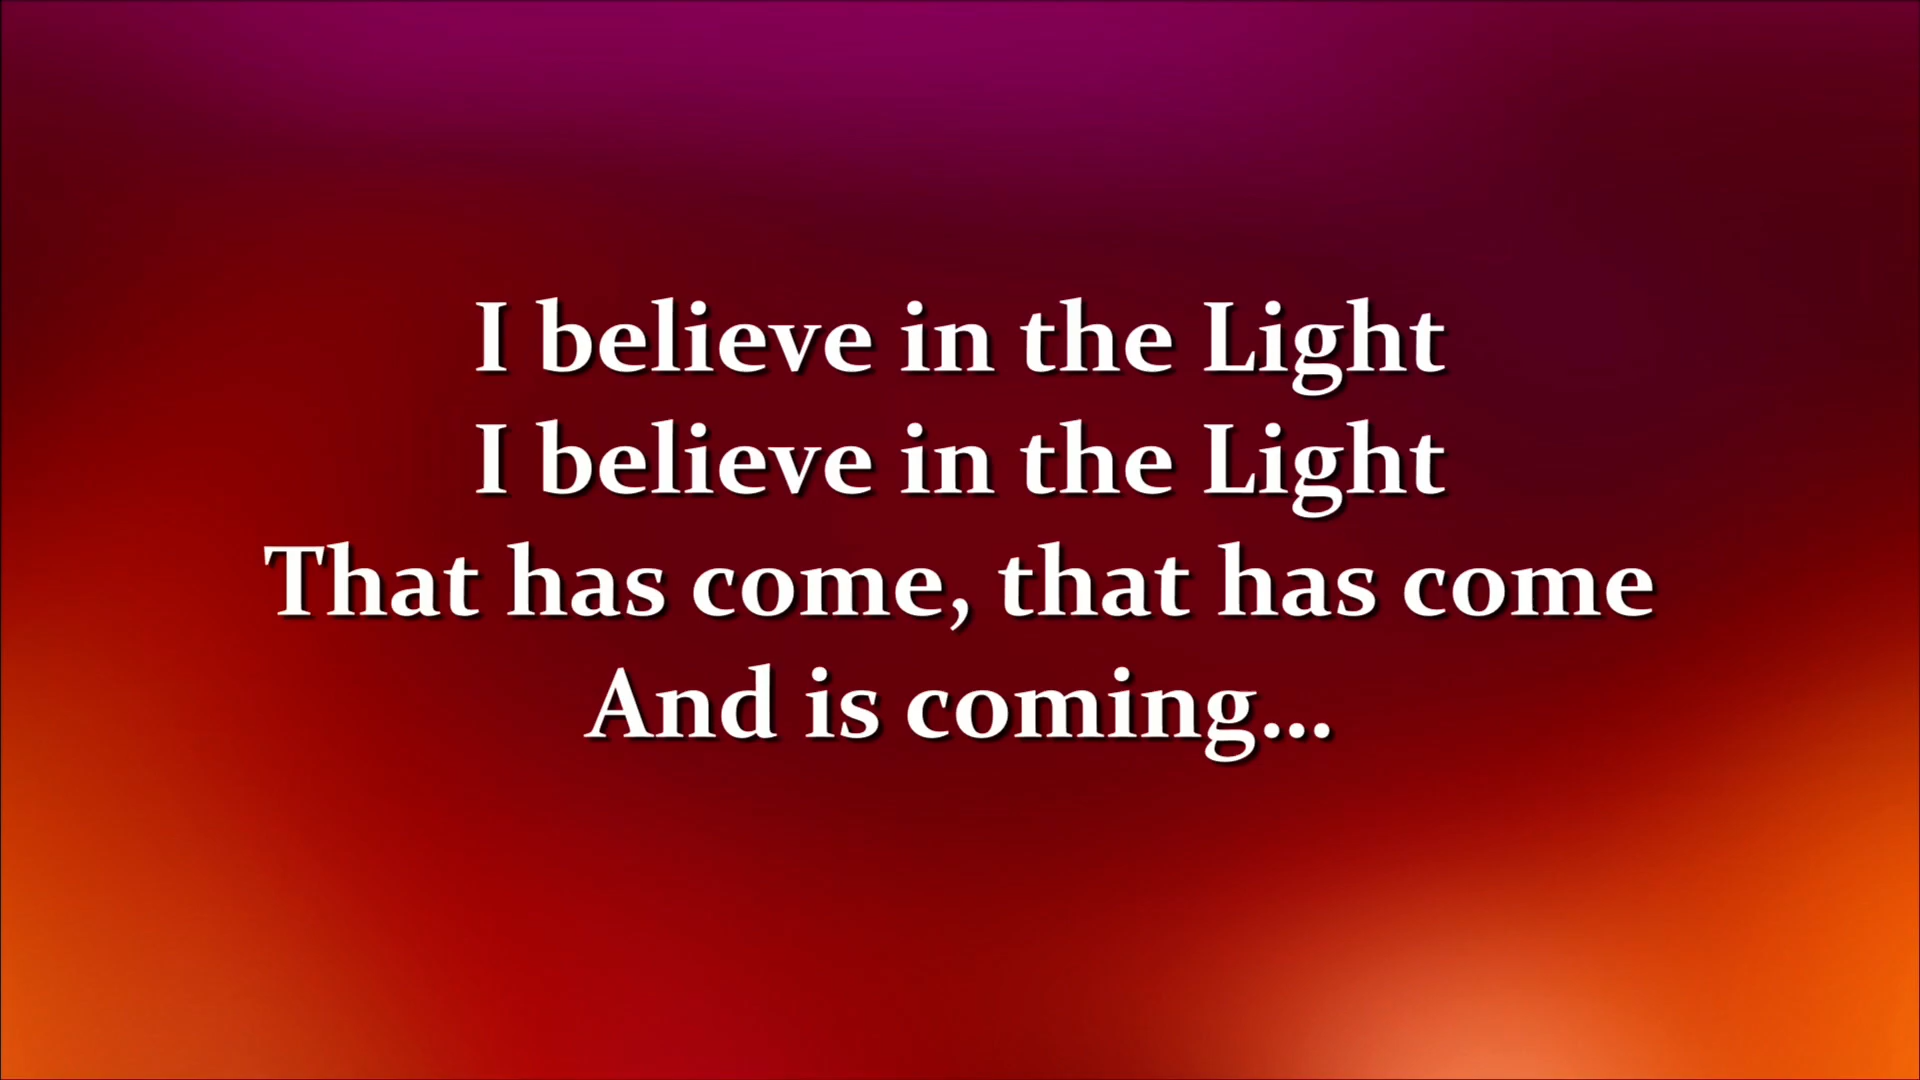 I believe in the Light
I believe in the Light
That has come, that has come
And is coming...